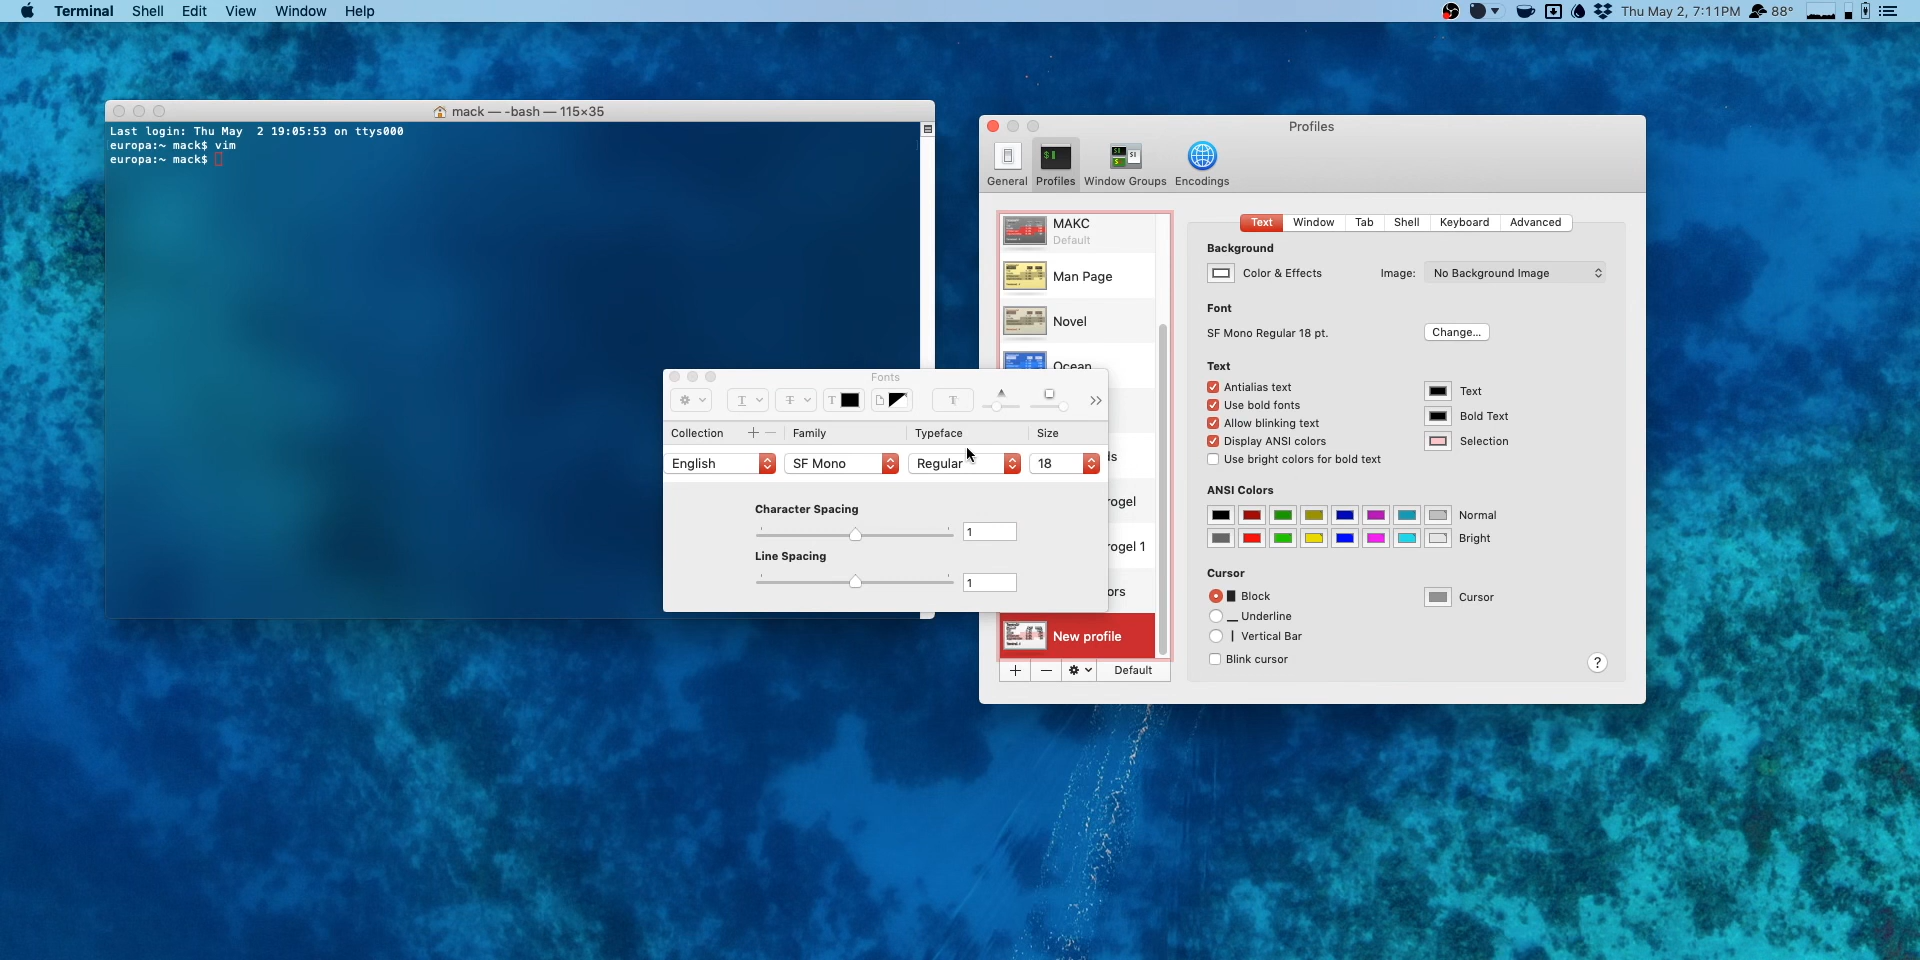 Terminal Shell Edit View Window Help
Thu May 2, 7:11PM 88°
mack — -bash — 115×35
Last login: Thu May  2 19:05:53 on ttys000
europa:~ mack$ vim
europa:~ mack$
Profiles
General Profiles Window Groups Encodings
MAKC
Default
Man Page
Novel
Ocean
ds
rogel
rogel 1
ors
New profile
Default
Text Window Tab Shell Keyboard Advanced
Background
Color & Effects Image: No Background Image
Font
SF Mono Regular 18 pt. Change...
Text
Antialias text
Use bold fonts
Allow blinking text
Display ANSI colors
Use bright colors for bold text
Text
Bold Text
Selection
ANSI Colors
Normal
Bright
Cursor
Block
Underline
Vertical Bar
Blink cursor
Cursor
?
Fonts
T T T T
Collection Family Typeface Size
English SF Mono Regular 18
Character Spacing
1
Line Spacing
1